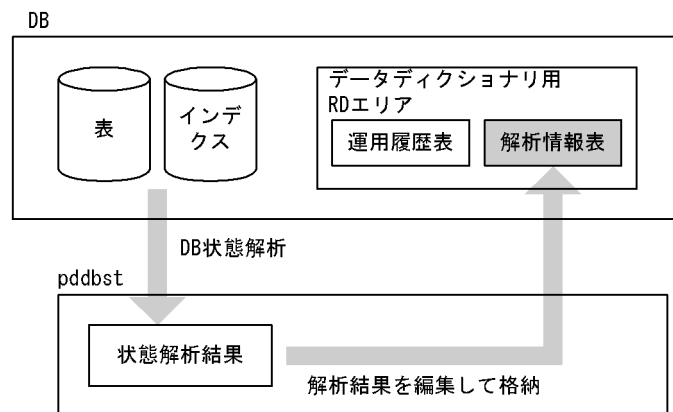 DB
データディクショナリ用
RDエリア
表
インデ
クス
運用履歴表
解析情報表
DB状態解析
pddbst
状態解析結果
解析結果を編集して格納